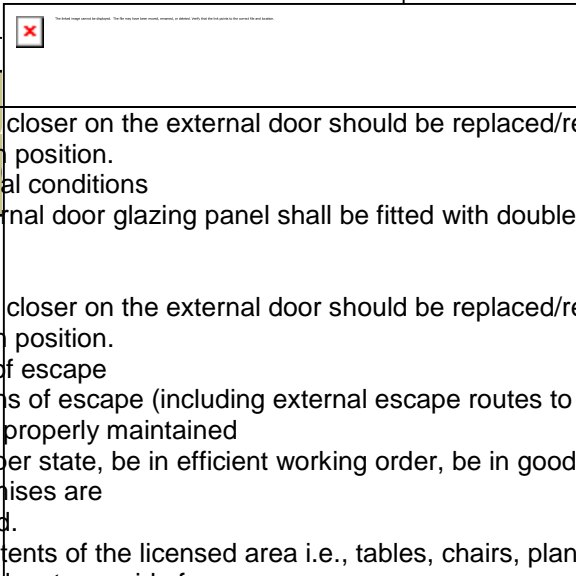 The linked image cannot be displayed. The file may have been moved, renamed, or deleted. Verify that the link points to the correct file and location.
closer on the external door should be replaced/re
n position.
al conditions
rnal door glazing panel shall be fitted with double
closer on the external door should be replaced/re
n position.
of escape
ns of escape (including external escape routes to
properly maintained
per state, be in efficient working order, be in good
nises are
d.
tents of the licensed area i.e., tables, chairs, plan